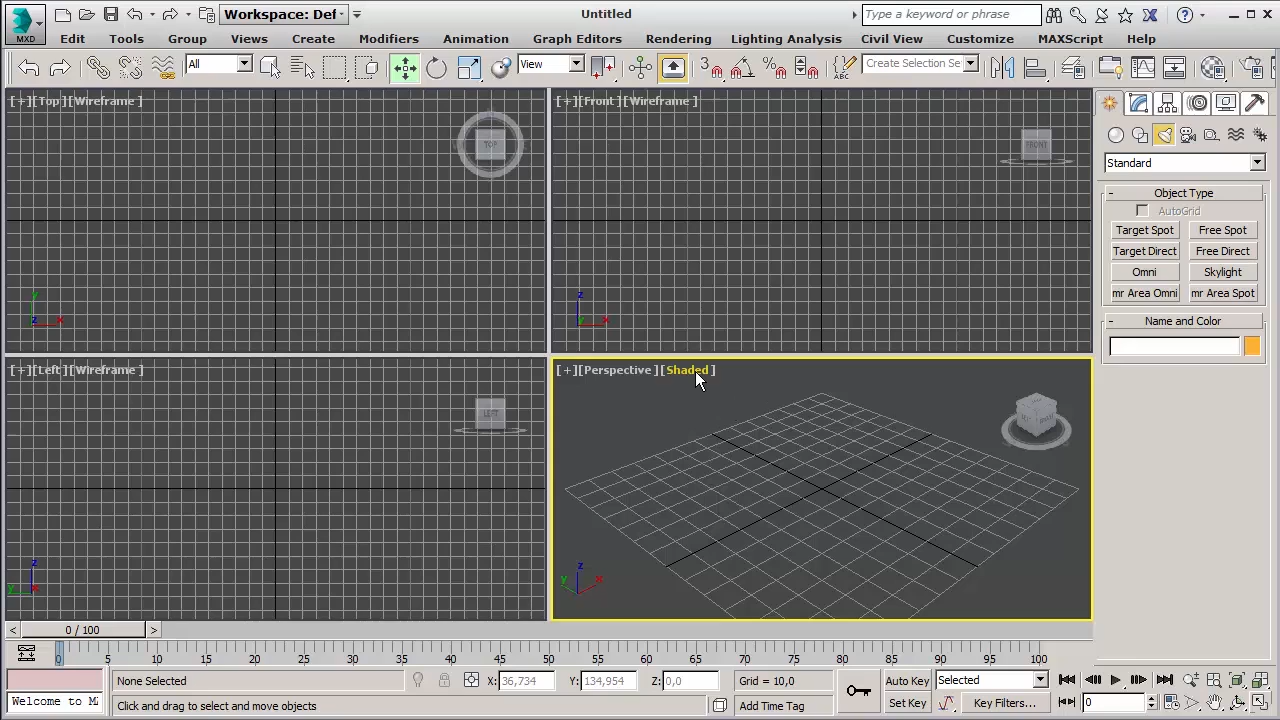 Workspace: Def
Untitled
Type a keyword or phrase
MXD
Edit Tools Group Views Create Modifiers Animation Graph Editors Rendering Lighting Analysis Civil View Customize MAXScript Help
All
View
3
ABC
Create Selection Se
[+][Top][Wireframe]
TOP
[+][Front][Wireframe]
FRONT
Standard
Object Type
AutoGrid
Target Spot Free Spot
Target Direct Free Direct
Omni Skylight
mr Area Omni mr Area Spot
Name and Color
y
z x
z
y x
[+][Left][Wireframe]
LEFT
[+][Perspective][Shaded]
z
y x
z
y x
< 0 / 100 >
0 5 10 15 20 25 30 35 40 45 50 55 60 65 70 75 80 85 90 95 100
None Selected
X: 36,734 Y: 134,954 Z: 0,0
Grid = 10,0
Auto Key
Selected
Welcome to M
Click and drag to select and move objects
Add Time Tag
Set Key
Key Filters...
0